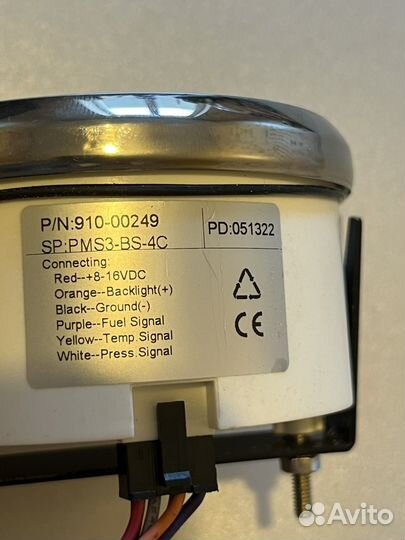 P/N:910-00249
SP:PMS3-BS-4C
PD:051322
Connecting:
Red--+8-16VDC
Orange--Backlight(+)
Black--Ground(-)
Purple--Fuel Signal
Yellow--Temp.Signal
White--Press.Signal
CE
Avito